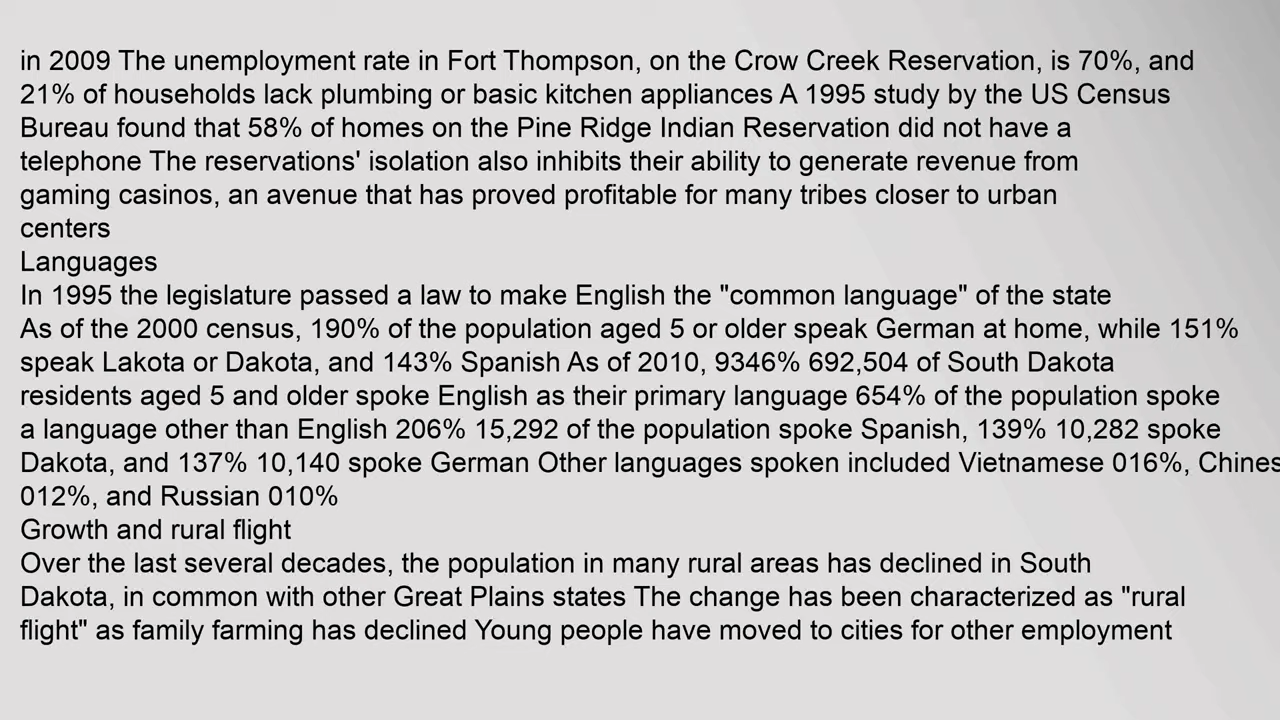 in 2009 The unemployment rate in Fort Thompson, on the Crow Creek Reservation, is 70%, and
21% of households lack plumbing or basic kitchen appliances A 1995 study by the US Census
Bureau found that 58% of homes on the Pine Ridge Indian Reservation did not have a
telephone The reservations' isolation also inhibits their ability to generate revenue from
gaming casinos, an avenue that has proved profitable for many tribes closer to urban
centers
Languages
In 1995 the legislature passed a law to make English the "common language" of the state
As of the 2000 census, 190% of the population aged 5 or older speak German at home, while 151%
speak Lakota or Dakota, and 143% Spanish As of 2010, 9346% 692,504 of South Dakota
residents aged 5 and older spoke English as their primary language 654% of the population spoke
a language other than English 206% 15,292 of the population spoke Spanish, 139% 10,282 spoke
Dakota, and 137% 10,140 spoke German Other languages spoken included Vietnamese 016%, Chines
012%, and Russian 010%
Growth and rural flight
Over the last several decades, the population in many rural areas has declined in South
Dakota, in common with other Great Plains states The change has been characterized as "rural
flight" as family farming has declined Young people have moved to cities for other employment